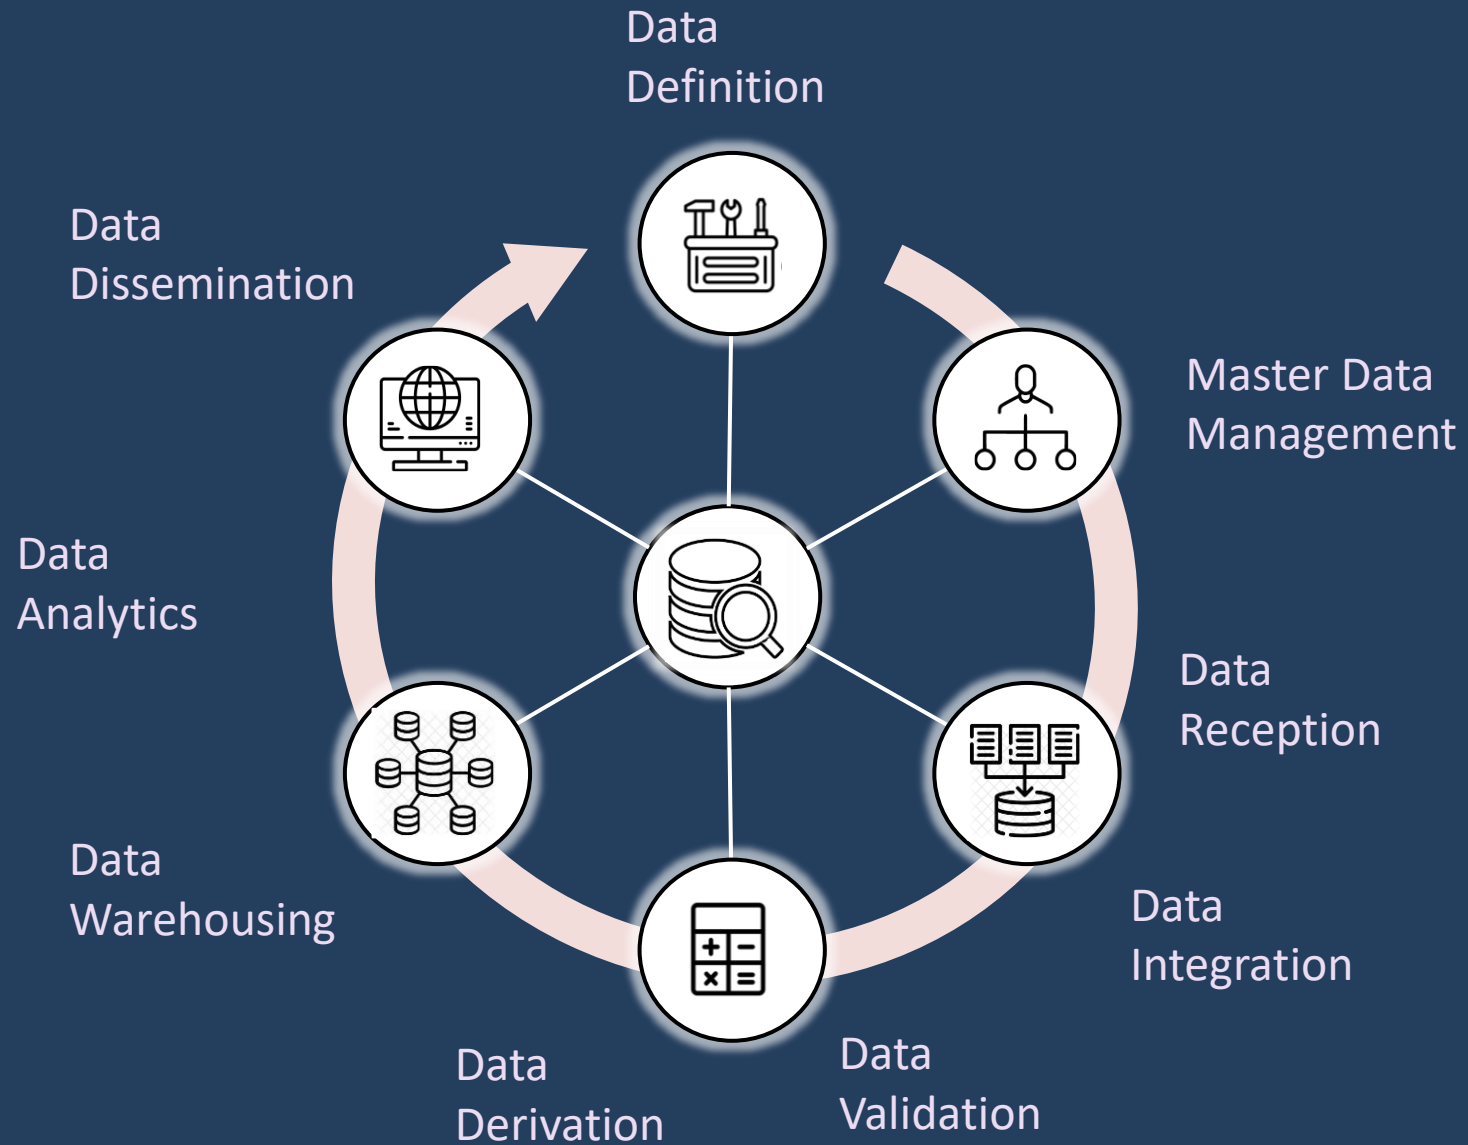 Data
Definition
Master Data
Management
Data
Reception
Data
Integration
Data
Validation
Data
Derivation
Data
Warehousing
Data
Analytics
Data
Dissemination